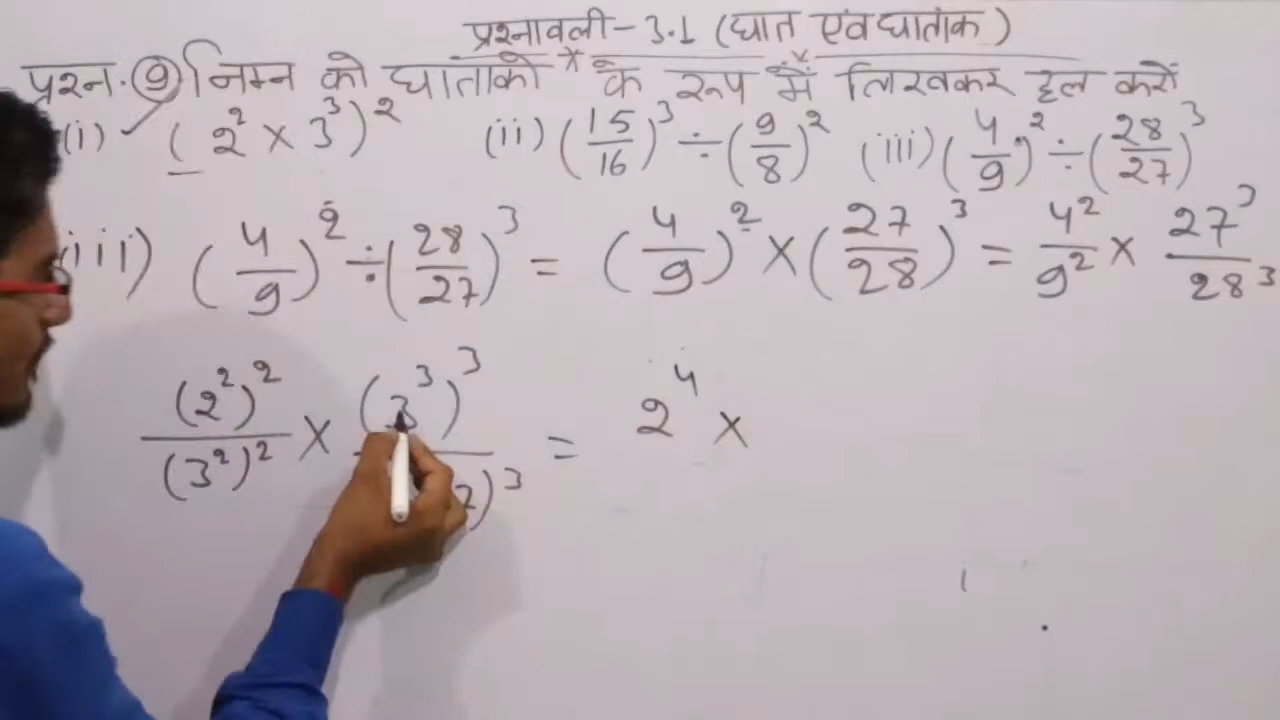 प्रश्नावली-3.1 (घात एवं घातांक)
प्रश्न.9) निम्न को घातांको के रूप में लिखकर हल करों
(i) ✓ (2² × 3³)² (ii) (15/16)³ ÷ (9/8)² (iii) (4/9)² ÷ (28/27)³
iii) (4/9)² ÷ (28/27)³ = (4/9)² × (27/28)³ = 4²/9² × 27³/28³
(2²)²/(3²)² × (3³)³/ 7)³ = 2⁴ ×